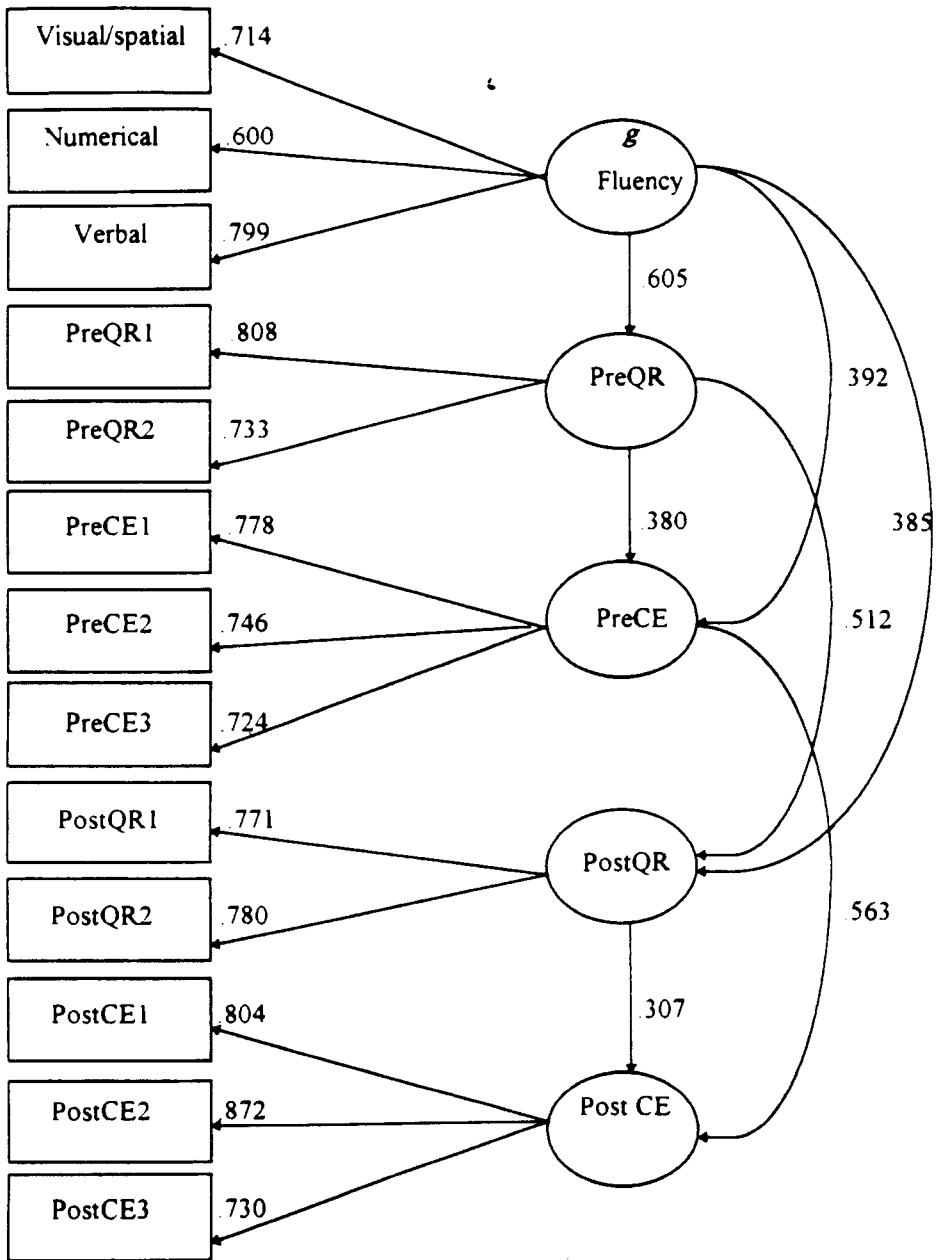 Visual/spatial
.714
Numerical
.600
Verbal
.799
g
Fluency
.605
PreQR1
.808
PreQR2
.733
PreQR
392
PreCE1
.778
PreCE2
.746
PreCE3
.724
.380
385
PreCE
.512
PostQR1
.771
PostQR2
.780
PostQR
.563
PostCE1
.804
PostCE2
.872
PostCE3
.730
.307
Post CE